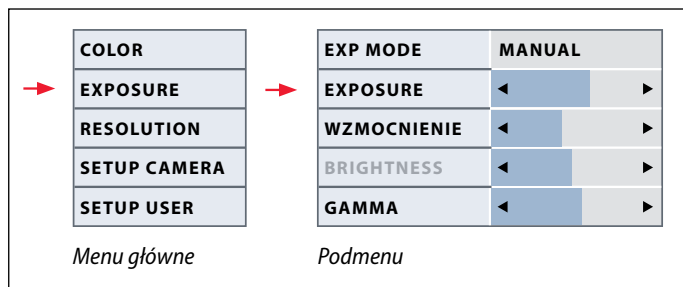 COLOR
EXPOSURE
RESOLUTION
SETUP CAMERA
SETUP USER
Menu główne
EXP MODE MANUAL
EXPOSURE
WZMOCNIENIE
BRIGHTNESS
GAMMA
Podmenu